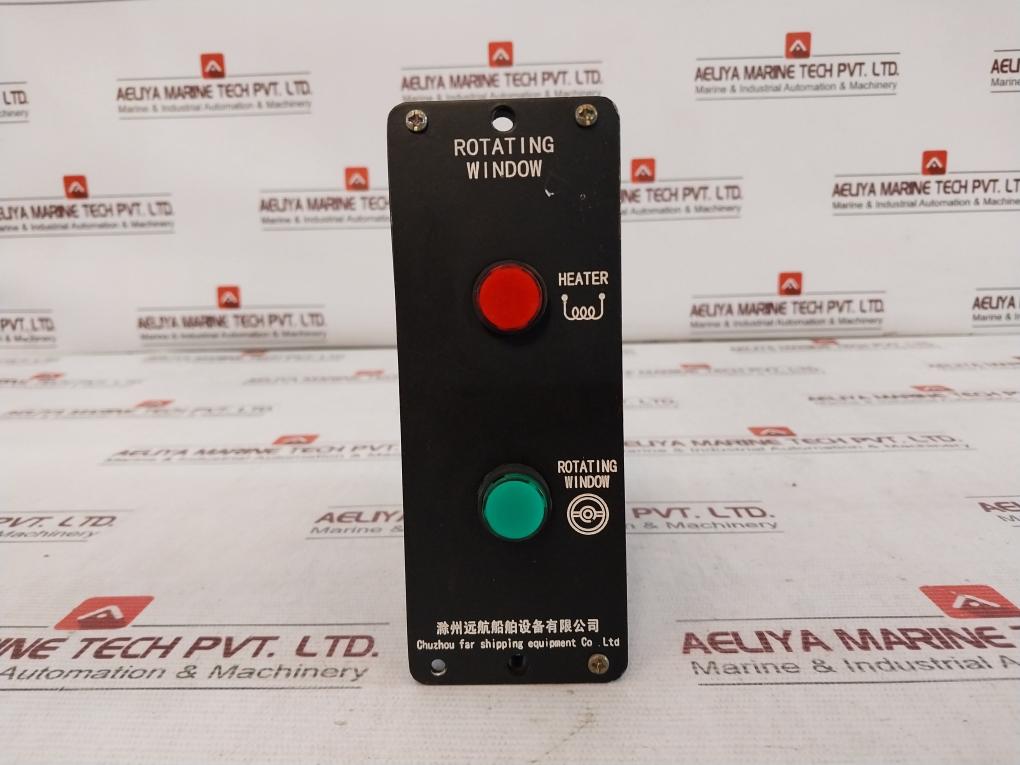 AELIYA MARINE TECH PVT. LTD.
Marine & Industrial Automation & Machinery
ROTATING
WINDOW
HEATER
ROTATING
WINDOW
滁州远航船舶设备有限公司
Chuzhou far shipping equipment Co .Ltd